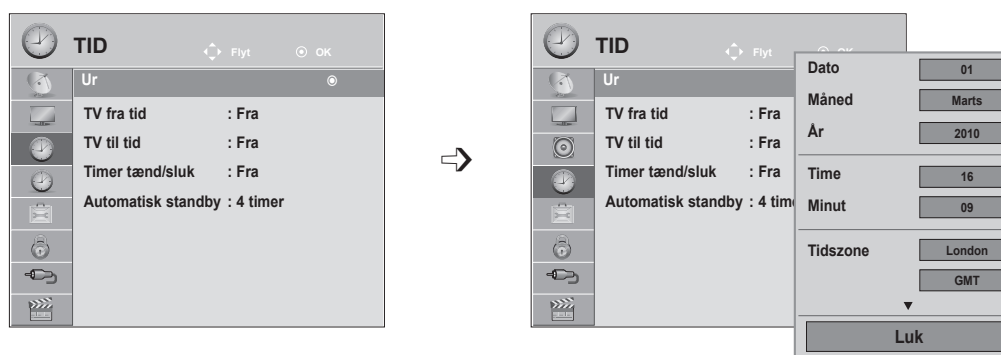 TID Flyt OK
Ur
TV fra tid : Fra
TV til tid : Fra
Timer tænd/sluk : Fra
Automatisk standby : 4 timer
TID Flyt OK
Ur
TV fra tid : Fra
TV til tid : Fra
Timer tænd/sluk : Fra
Automatisk standby : 4 time
Dato 01
Måned Marts
År 2010
Time 16
Minut 09
Tidszone London
GMT
Luk